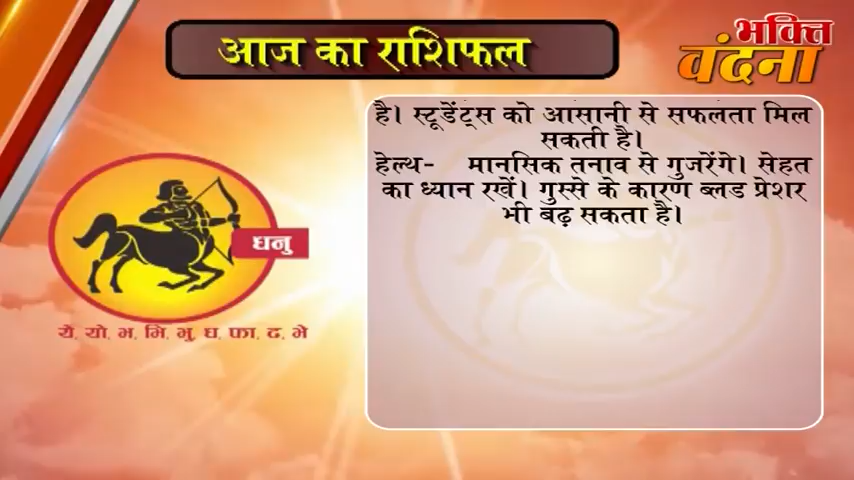 आज का राशिफल
भक्ति
वंदना
है। स्टूडेंट्स को आसानी से सफलता मिल
सकती है।
हेल्थ- मानसिक तनाव से गुजरेंगे। सेहत
का ध्यान रखें। गुस्से के कारण ब्लड प्रेशर
भी बढ़ सकता है।
धनु
ये, यो, भ, भि, भु, ध, फा, ढ, भे